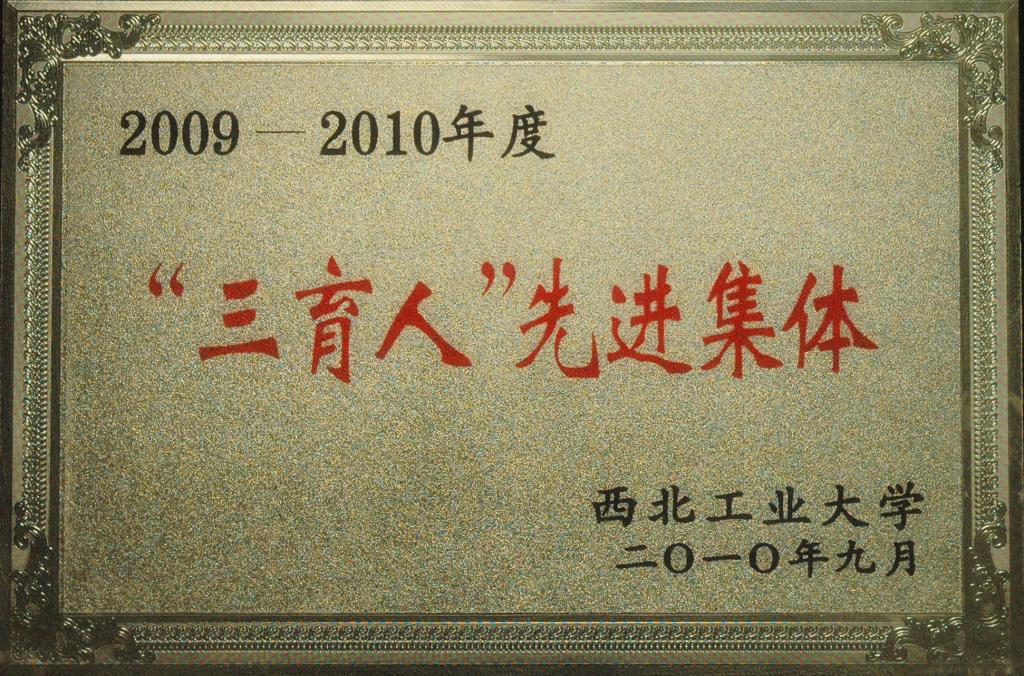 2009—2010年度
“三育人”先进集体
西北工业大学
二〇一〇年九月